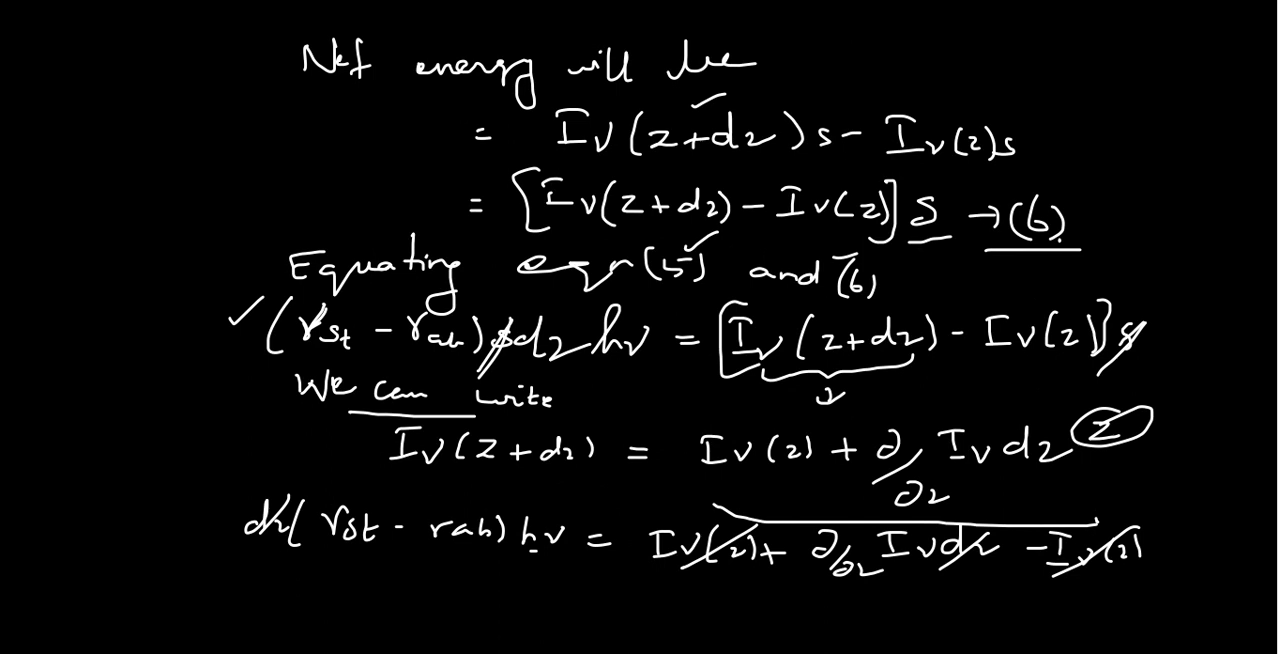 Net energy will be
= Iν(z+dz)s - Iν(z)s
= [Iν(z+dz) - Iν(z)] S → (6)
Equating eqn (5) and (6)
✓ (rst - rab) sdz hν = [Iν(z+dz) - Iν(z)] s
We can write
Iν(z+dz) = Iν(z) + ∂/∂z Iν dz
dz(rst - rab) hν = Iν(z) + ∂/∂z Iν dz - Iν(z)